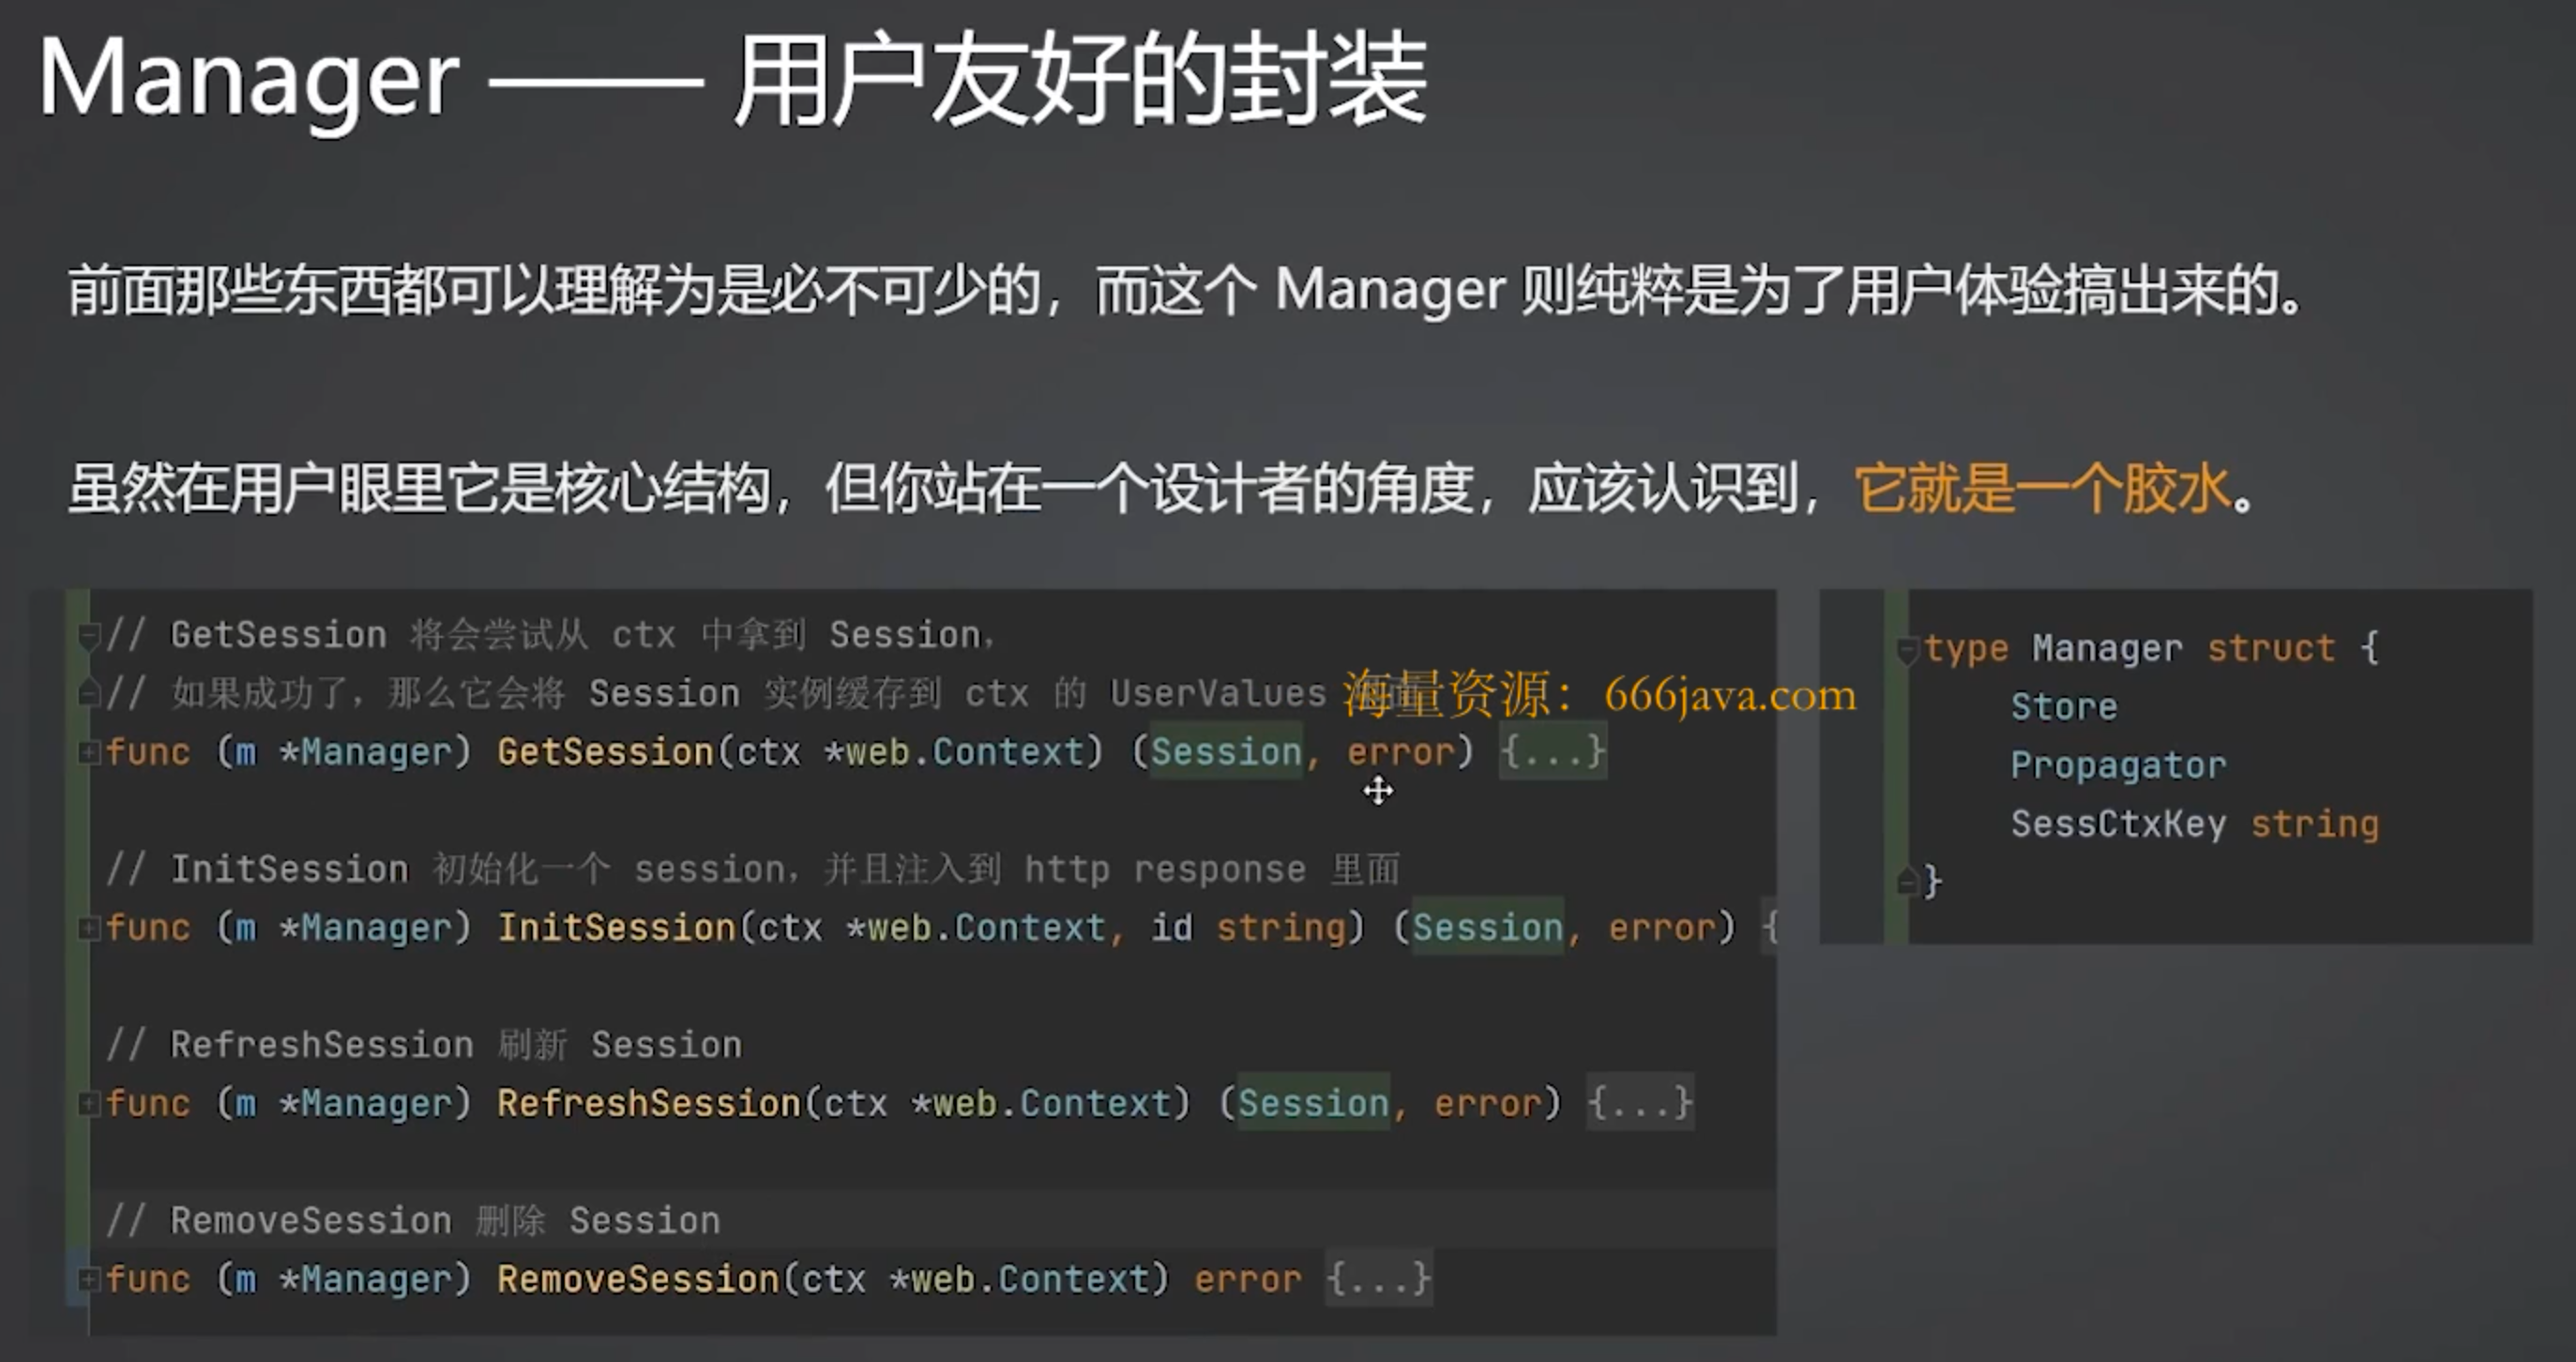 Manager —— 用户友好的封装
前面那些东西都可以理解为是必不可少的，而这个 Manager 则纯粹是为了用户体验搞出来的。
虽然在用户眼里它是核心结构，但你站在一个设计者的角度，应该认识到，它就是一个胶水。
// GetSession 将会尝试从 ctx 中拿到 Session，
// 如果成功了，那么它会将 Session 实例缓存到 ctx 的 UserValues
海量资源：666java.com
func (m *Manager) GetSession(ctx *web.Context) (Session, error) {...}
// InitSession 初始化一个 session，并且注入到 http response 里面
func (m *Manager) InitSession(ctx *web.Context, id string) (Session, error) {
// RefreshSession 刷新 Session
func (m *Manager) RefreshSession(ctx *web.Context) (Session, error) {...}
// RemoveSession 删除 Session
func (m *Manager) RemoveSession(ctx *web.Context) error {...}
type Manager struct {
Store
Propagator
SessCtxKey string
}